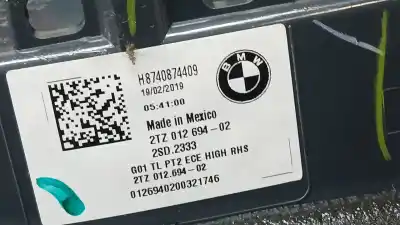 H8740874409
19/02/2019
05:41:00
BMW
Made in Mexico
2TZ 012 694-02
2SD.2333
G01 TL PT2 ECE HIGH RHS
2TZ 012.694-02
0126940200321746